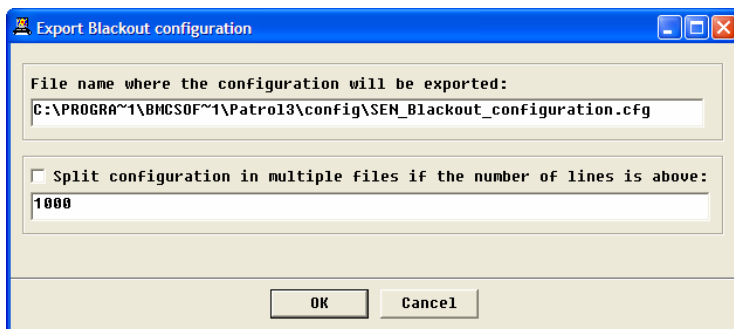 Export Blackout configuration
File name where the configuration will be exported:
C:\PROGRA~1\BMCSOF~1\Patrol3\config\SEN_Blackout_configuration.cfg
Split configuration in multiple files if the number of lines is above:
1000
OK Cancel